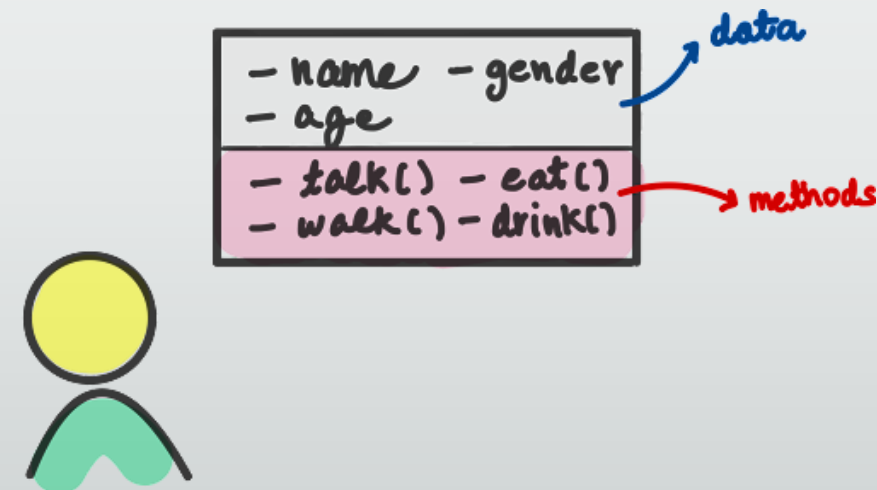 data
- name - gender
- age
- talk() - eat()
methods
- walk() - drink()